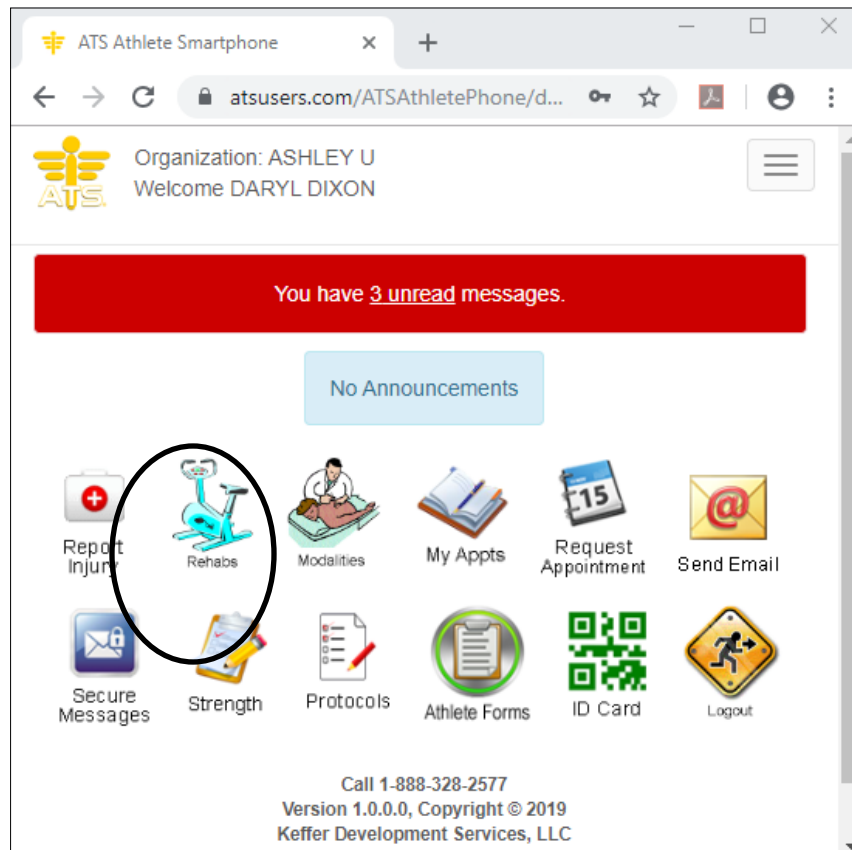 ATS Athlete Smartphone
atsusers.com/ATSAthletePhone/d...
ATS
Organization: ASHLEY U
Welcome DARYL DIXON
You have 3 unread messages.
No Announcements
Report Injury
Rehabs
Modalities
My Appts
15
Request Appointment
@
Send Email
Secure Messages
Strength
Protocols
Athlete Forms
ID Card
Logout
Call 1-888-328-2577
Version 1.0.0.0, Copyright © 2019
Keffer Development Services, LLC